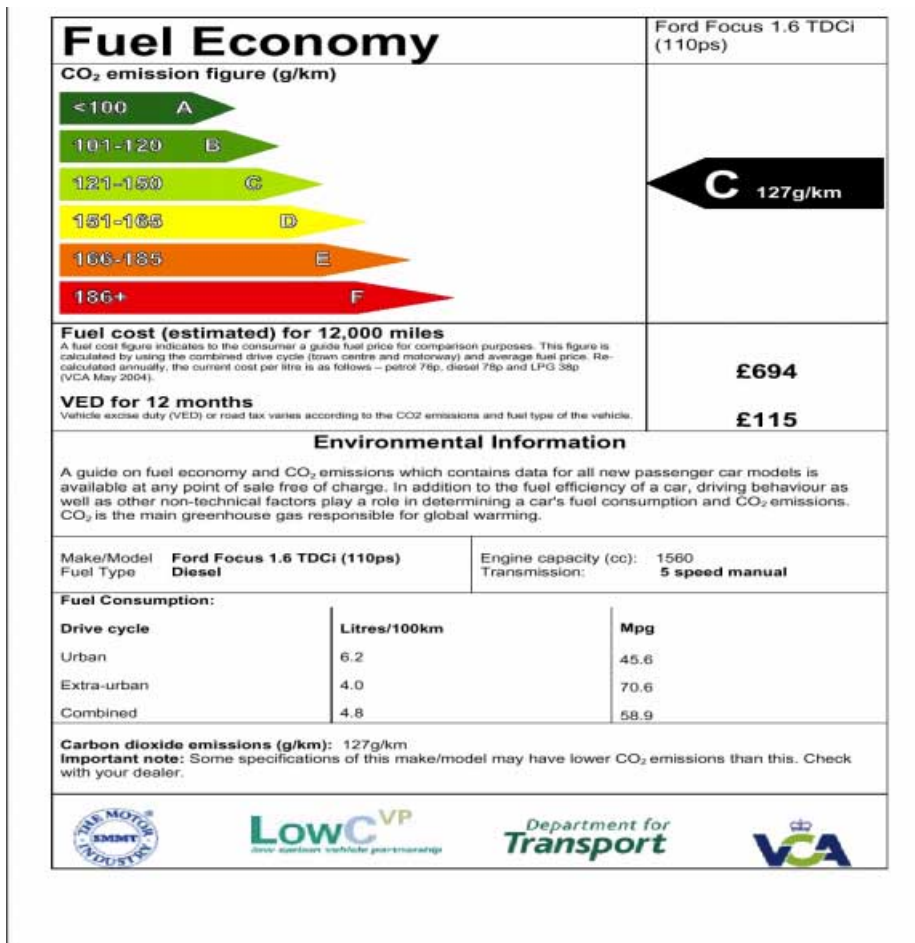 Fuel Economy
Ford Focus 1.6 TDCi
(110ps)
CO₂ emission figure (g/km)
<100 A
101-120 B
121-150 C
151-165 D
166-185 E
186+ F
C 127g/km
Fuel cost (estimated) for 12,000 miles
A fuel cost figure indicates to the consumer a guide fuel price for comparison purposes. This figure is
calculated by using the combined drive cycle (town centre and motorway) and average fuel price. Re-
calculated annually, the current cost per litre is as follows – petrol 76p, diesel 78p and LPG 38p
(VCA May 2004).
£694
VED for 12 months
Vehicle excise duty (VED) or road tax varies according to the CO2 emissions and fuel type of the vehicle.
£115
Environmental Information
A guide on fuel economy and CO₂ emissions which contains data for all new passenger car models is
available at any point of sale free of charge. In addition to the fuel efficiency of a car, driving behaviour as
well as other non-technical factors play a role in determining a car's fuel consumption and CO₂ emissions.
CO₂ is the main greenhouse gas responsible for global warming.
Make/Model Ford Focus 1.6 TDCi (110ps)
Fuel Type Diesel
Engine capacity (cc): 1560
Transmission: 5 speed manual
Fuel Consumption:
Drive cycle Litres/100km Mpg
Urban 6.2 45.6
Extra-urban 4.0 70.6
Combined 4.8 58.9
Carbon dioxide emissions (g/km): 127g/km
Important note: Some specifications of this make/model may have lower CO₂ emissions than this. Check
with your dealer.
THE MOTOR
SMMT
INDUSTRY
LowCVP
low carbon vehicle partnership
Department for
Transport
VCA